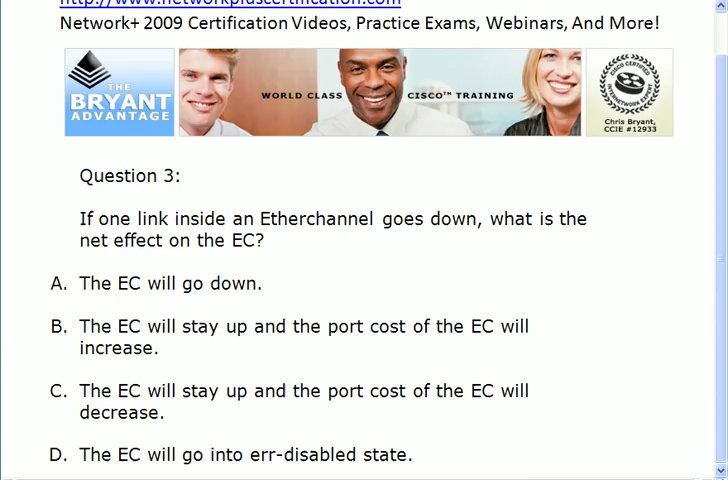 http://www.networkpluscertification.com
Network+ 2009 Certification Videos, Practice Exams, Webinars, And More!
THE
BRYANT
ADVANTAGE
WORLD CLASS CISCO™ TRAINING
CISCO CERTIFIED
INTERNETWORK EXPERT
Chris Bryant,
CCIE #12933
Question 3:
If one link inside an Etherchannel goes down, what is the
net effect on the EC?
A. The EC will go down.
B. The EC will stay up and the port cost of the EC will
increase.
C. The EC will stay up and the port cost of the EC will
decrease.
D. The EC will go into err-disabled state.